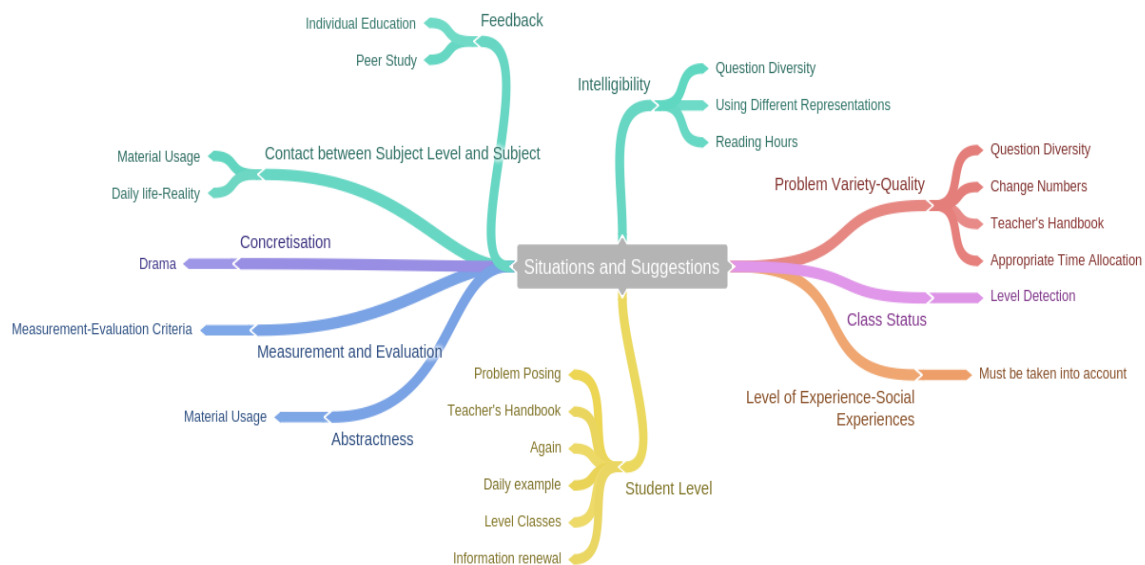 Feedback
Individual Education
Peer Study
Contact between Subject Level and Subject
Material Usage
Daily life-Reality
Concretisation
Drama
Measurement-Evaluation Criteria
Measurement and Evaluation
Material Usage
Abstractness
Situations and Suggestions
Intelligibility
Question Diversity
Using Different Representations
Reading Hours
Problem Variety-Quality
Question Diversity
Change Numbers
Teacher's Handbook
Appropriate Time Allocation
Class Status
Level Detection
Level of Experience-Social
Experiences
Must be taken into account
Student Level
Problem Posing
Teacher's Handbook
Again
Daily example
Level Classes
Information renewal